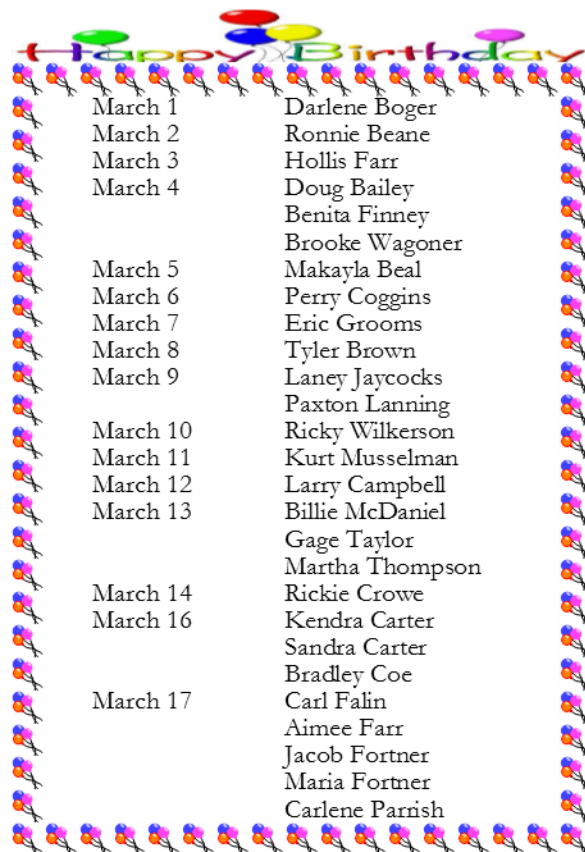 Happy Birthday
March 1 Darlene Boger
March 2 Ronnie Beane
March 3 Hollis Farr
March 4 Doug Bailey
Benita Finney
Brooke Wagoner
March 5 Makayla Beal
March 6 Perry Coggins
March 7 Eric Grooms
March 8 Tyler Brown
March 9 Laney Jaycocks
Paxton Lanning
March 10 Ricky Wilkerson
March 11 Kurt Musselman
March 12 Larry Campbell
March 13 Billie McDaniel
Gage Taylor
Martha Thompson
March 14 Rickie Crowe
March 16 Kendra Carter
Sandra Carter
Bradley Coe
March 17 Carl Falin
Aimee Farr
Jacob Fortner
Maria Fortner
Carlene Parrish